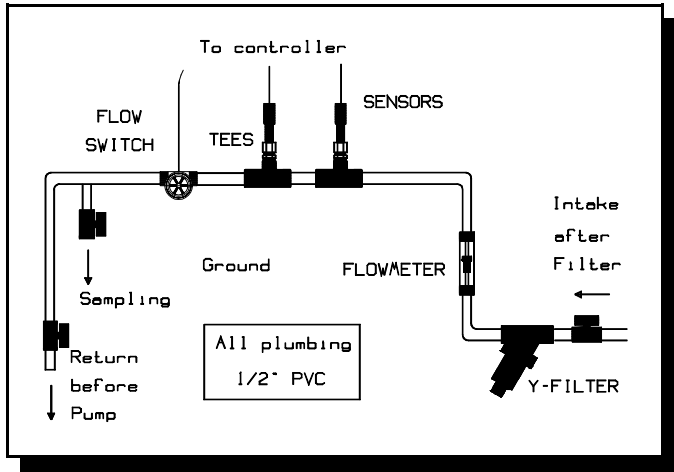 To controller
SENSORS
FLOW
SWITCH
TEES
Intake
after
Filter
Ground
FLOWMETER
Sampling
All plumbing
1/2" PVC
Return
before
Pump
Y-FILTER